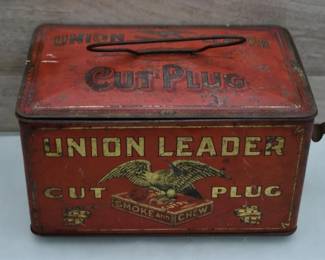 UNION
CUT PLUG
UNION LEADER
CUT PLUG
SMOKE AND CHEW